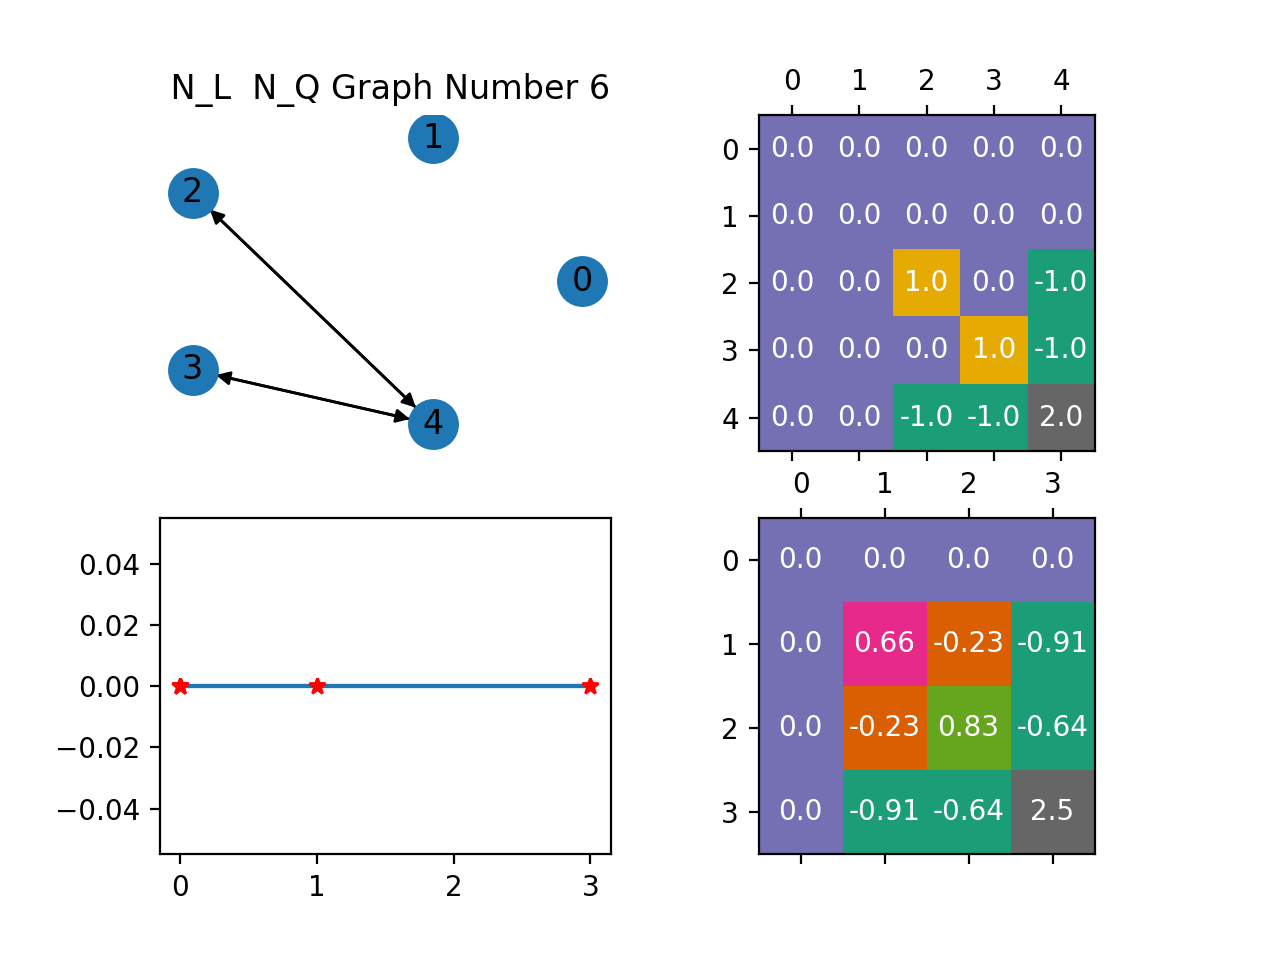 N_L N_Q Graph Number 6
1
2
0
3
4
0 1 2 3 4
0 0.0 0.0 0.0 0.0 0.0
1 0.0 0.0 0.0 0.0 0.0
2 0.0 0.0 1.0 0.0 -1.0
3 0.0 0.0 0.0 1.0 -1.0
4 0.0 0.0 -1.0 -1.0 2.0
0.04
0.02
0.00
−0.02
−0.04
0 1 2 3
0 1 2 3
0 0.0 0.0 0.0 0.0
1 0.0 0.66 -0.23 -0.91
2 0.0 -0.23 0.83 -0.64
3 0.0 -0.91 -0.64 2.5